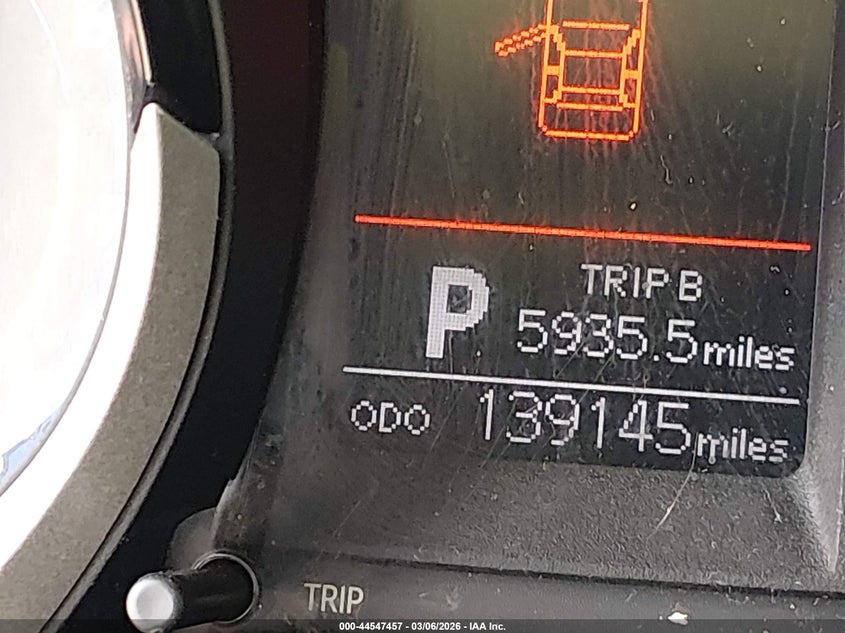 TRIP B
P
5935.5 miles
ODO 139145 miles
TRIP
000-44547457 - 03/06/2026 - IAA Inc.